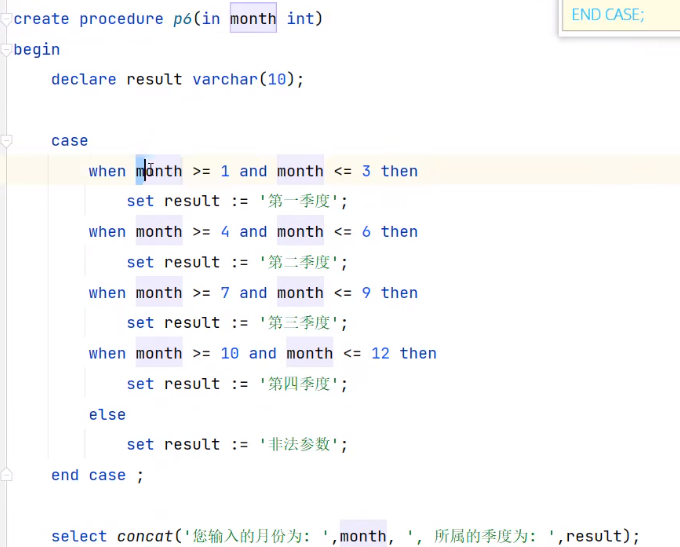 create procedure p6(in month int)
END CASE;
begin
declare result varchar(10);
case
when month >= 1 and month <= 3 then
set result := '第一季度';
when month >= 4 and month <= 6 then
set result := '第二季度';
when month >= 7 and month <= 9 then
set result := '第三季度';
when month >= 10 and month <= 12 then
set result := '第四季度';
else
set result := '非法参数';
end case ;
select concat('您输入的月份为: ',month, ', 所属的季度为: ',result);